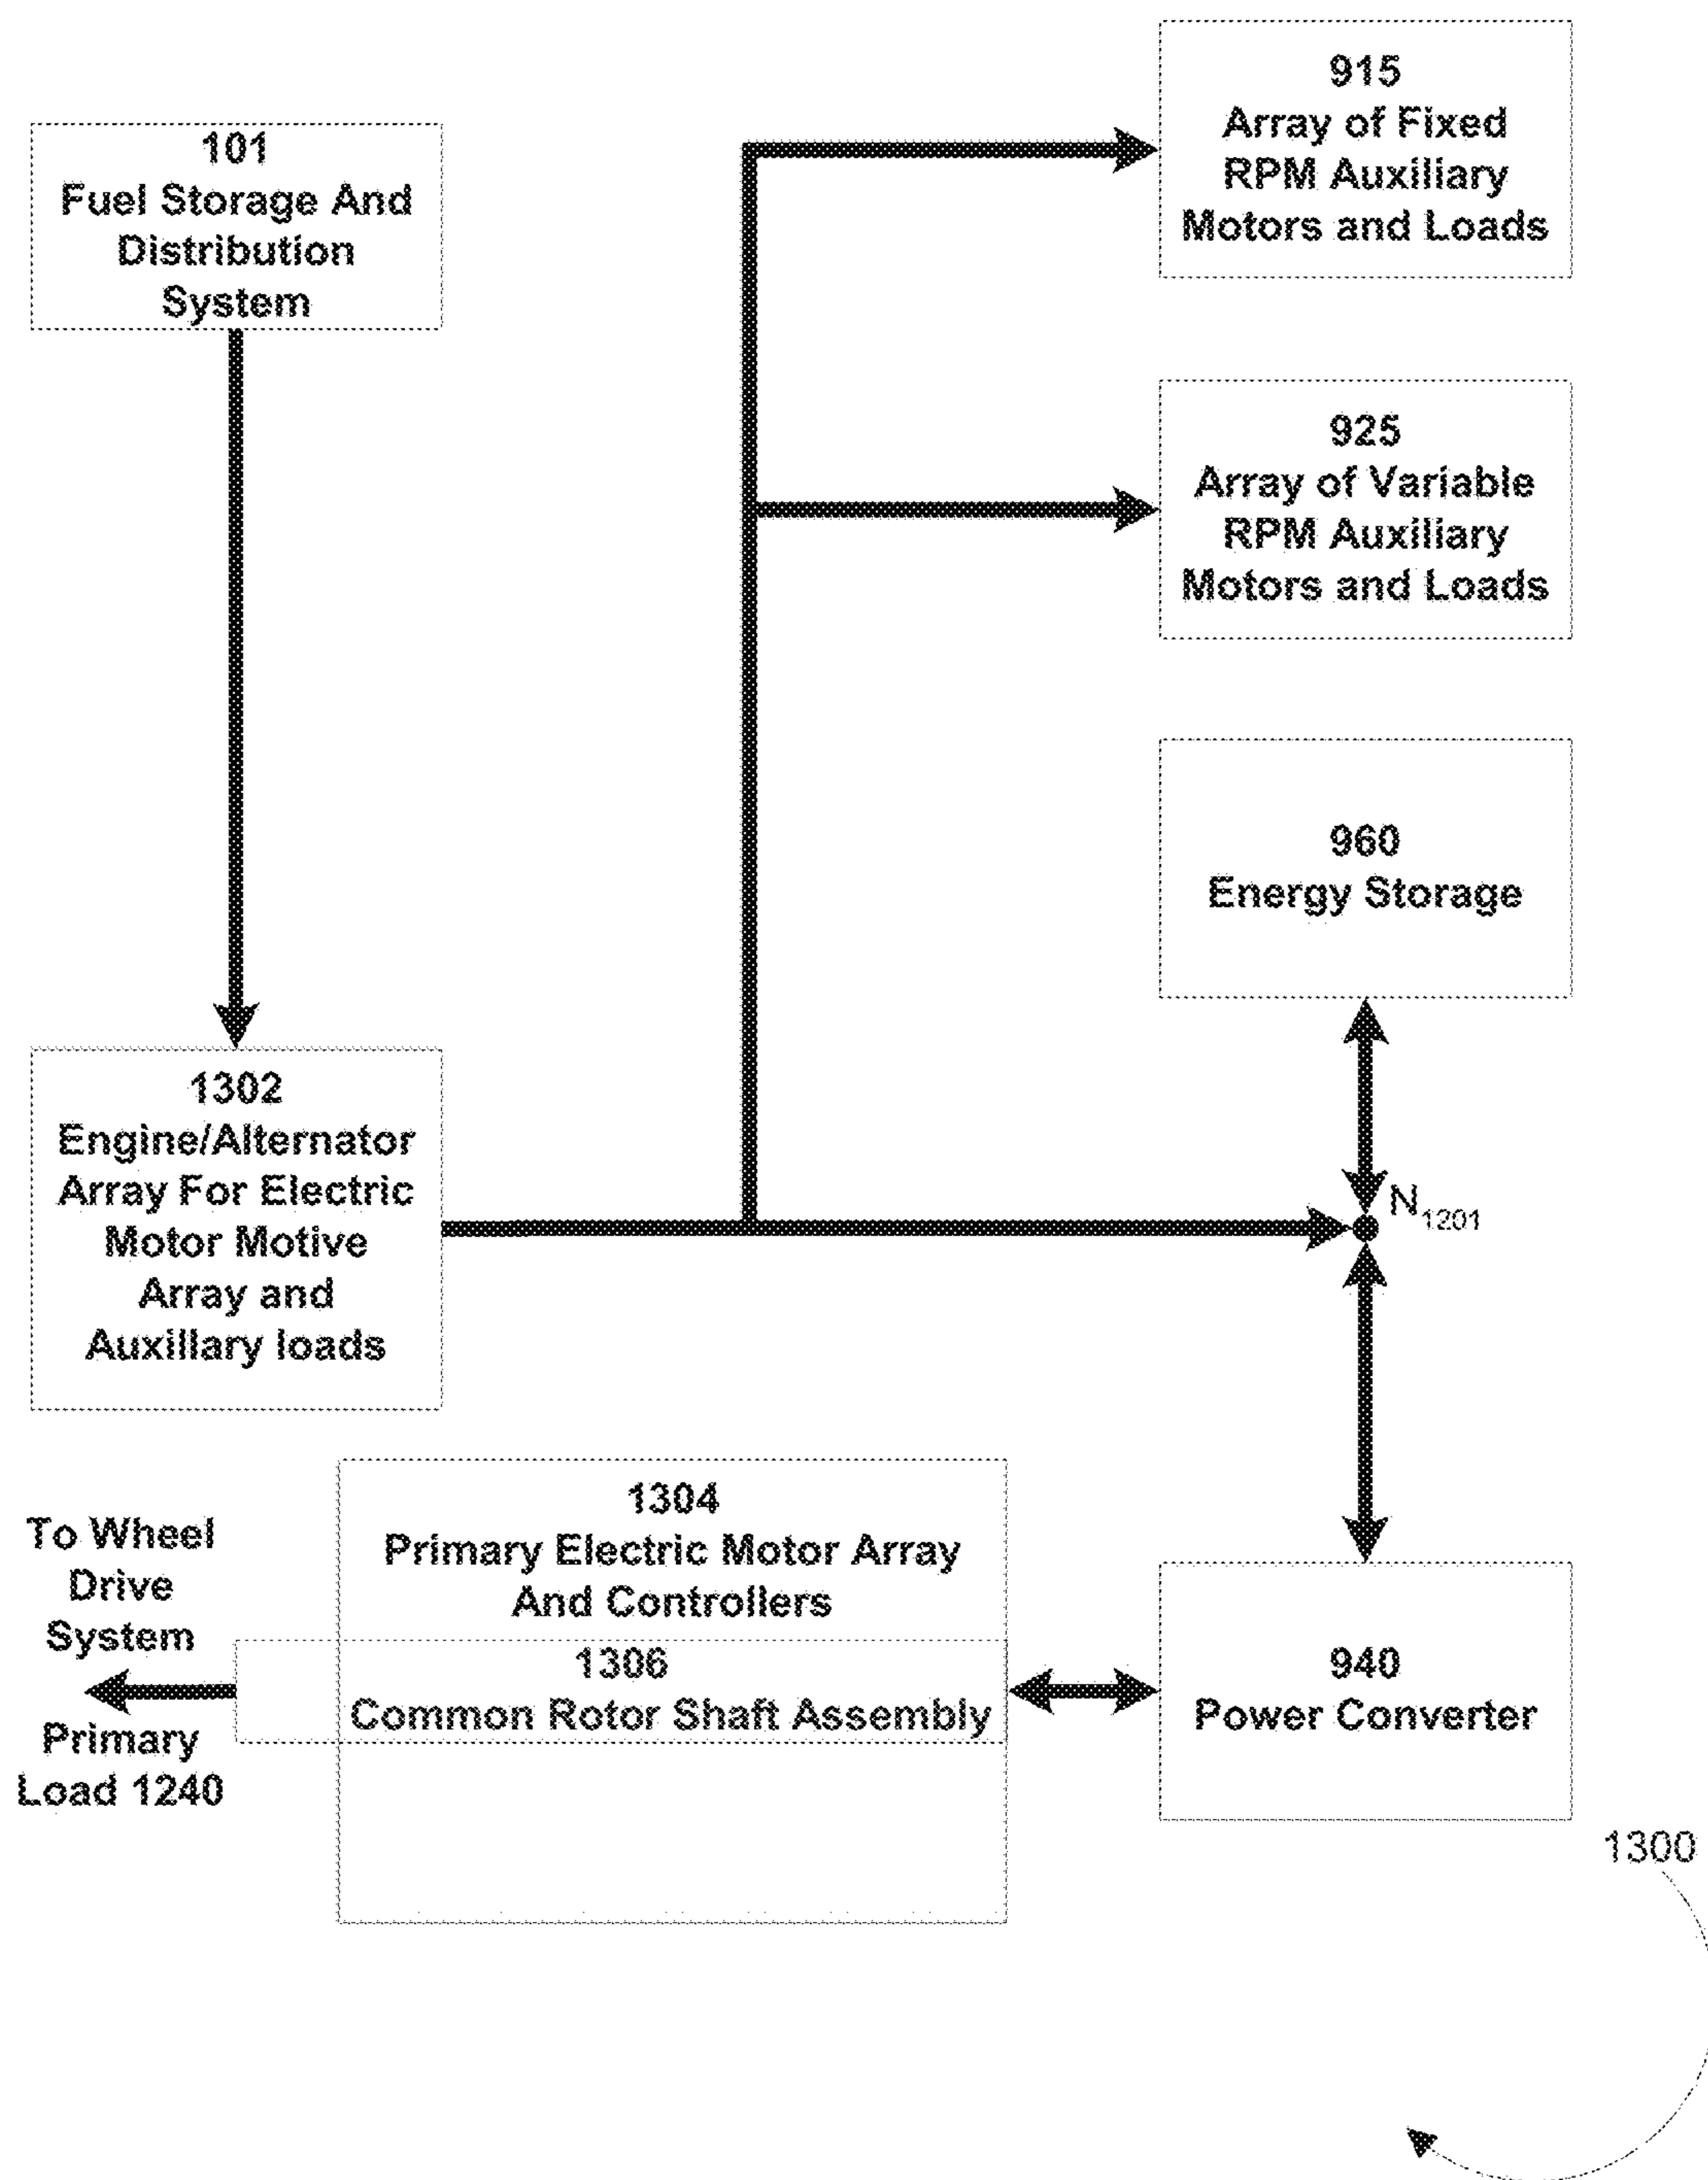 915
Array of Fixed
RPM Auxiliary
Motors and Loads
101
Fuel Storage And
Distribution
System
925
Array of Variable
RPM Auxiliary
Motors and Loads
960
Energy Storage
1302
Engine/Alternator
Array For Electric
Motor Motive
Array and
Auxillary loads
N1201
1304
Primary Electric Motor Array
And Controllers
To Wheel
Drive
System
1306
Common Rotor Shaft Assembly
940
Power Converter
Primary
Load 1240
1300